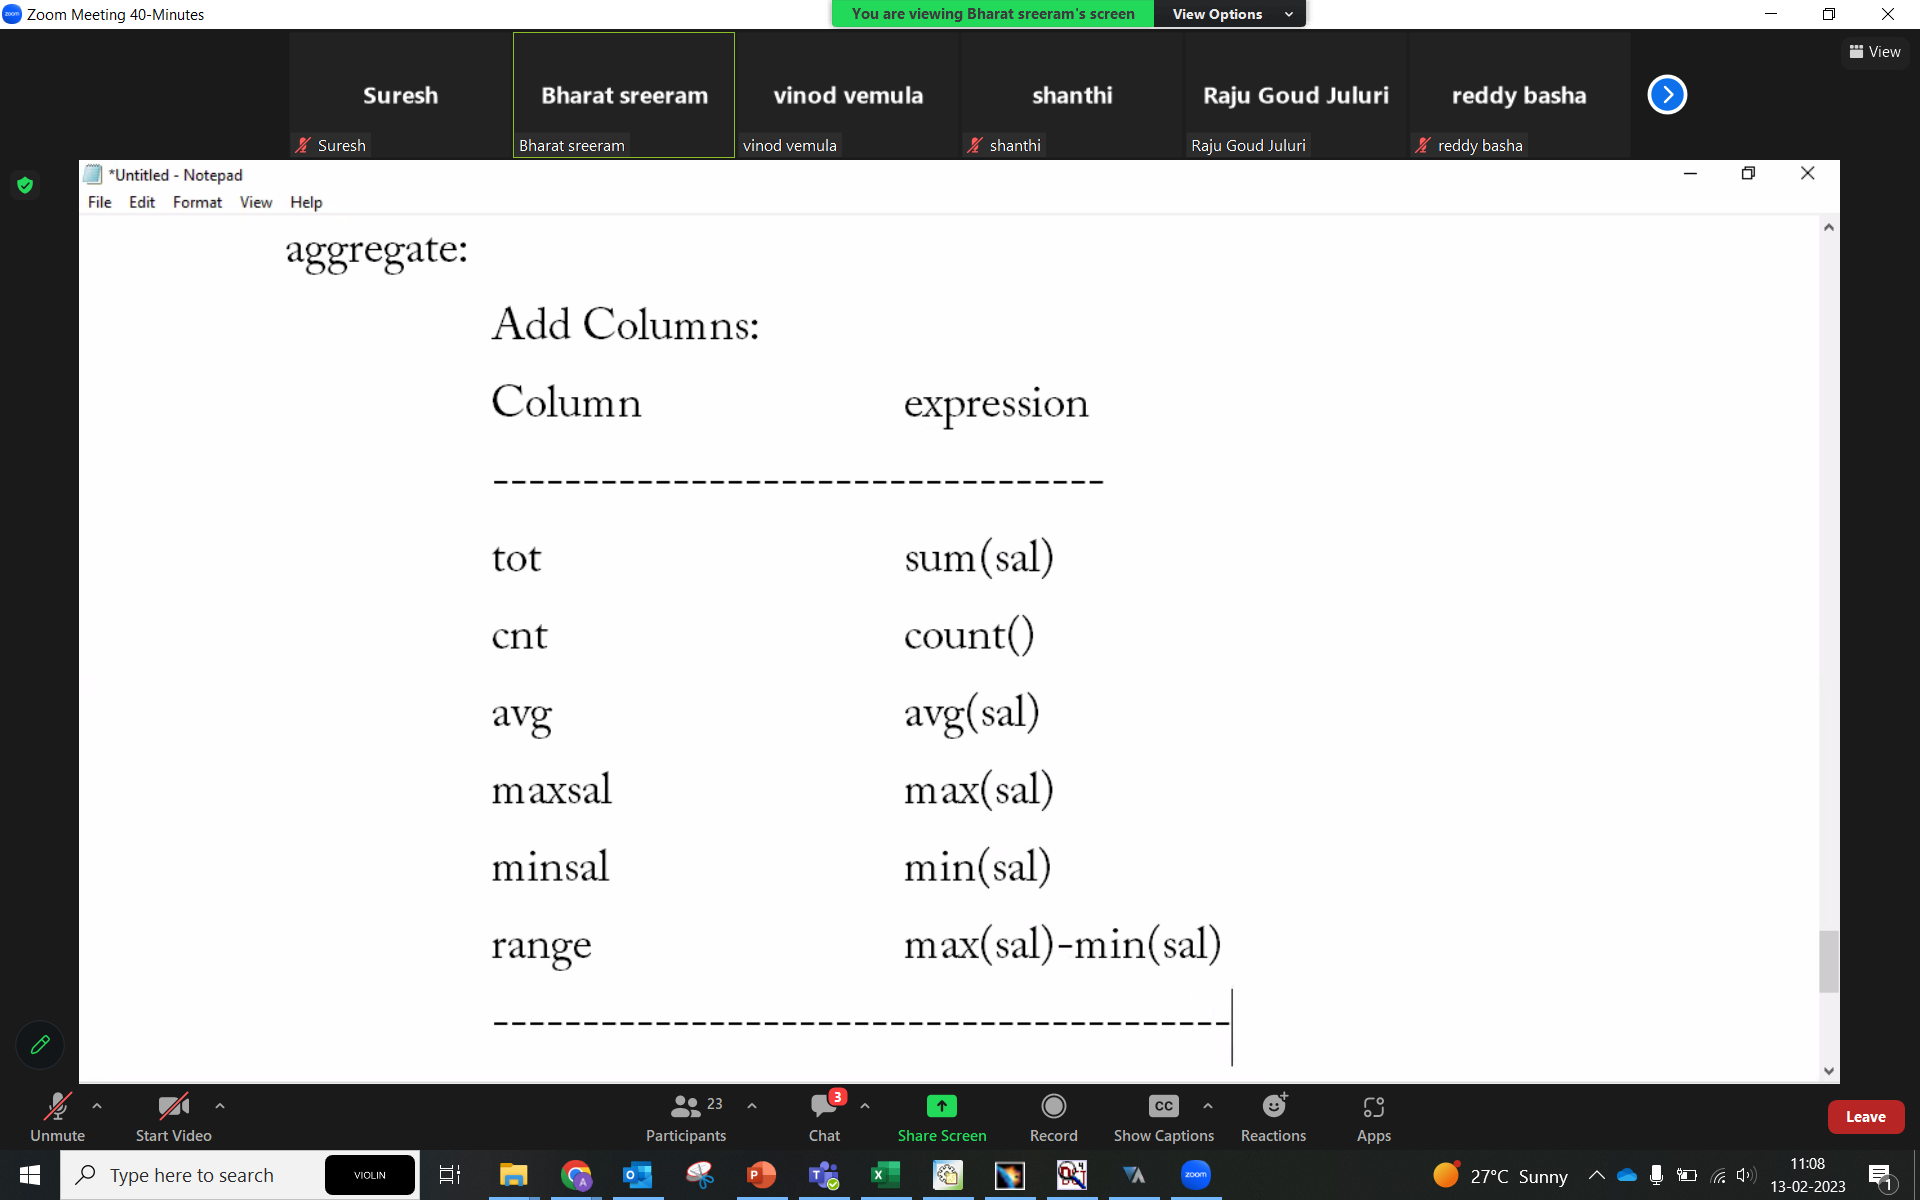 Zoom Meeting 40-Minutes
You are viewing Bharat sreeram's screen
View Options
View
Suresh
Bharat sreeram
vinod vemula
shanthi
Raju Goud Juluri
reddy basha
Suresh
Bharat sreeram
vinod vemula
shanthi
Raju Goud Juluri
reddy basha
*Untitled - Notepad
File Edit Format View Help
aggregate:
Add Columns:
Column expression
----------------------------------
tot sum(sal)
cnt count()
avg avg(sal)
maxsal max(sal)
minsal min(sal)
range max(sal)-min(sal)
-----------------------------------------
Unmute
Start Video
23
Participants
3
Chat
Share Screen
Record
CC
Show Captions
Reactions
Apps
Leave
Type here to search
VIOLIN
zoom
27°C Sunny
11:08
13-02-2023
1